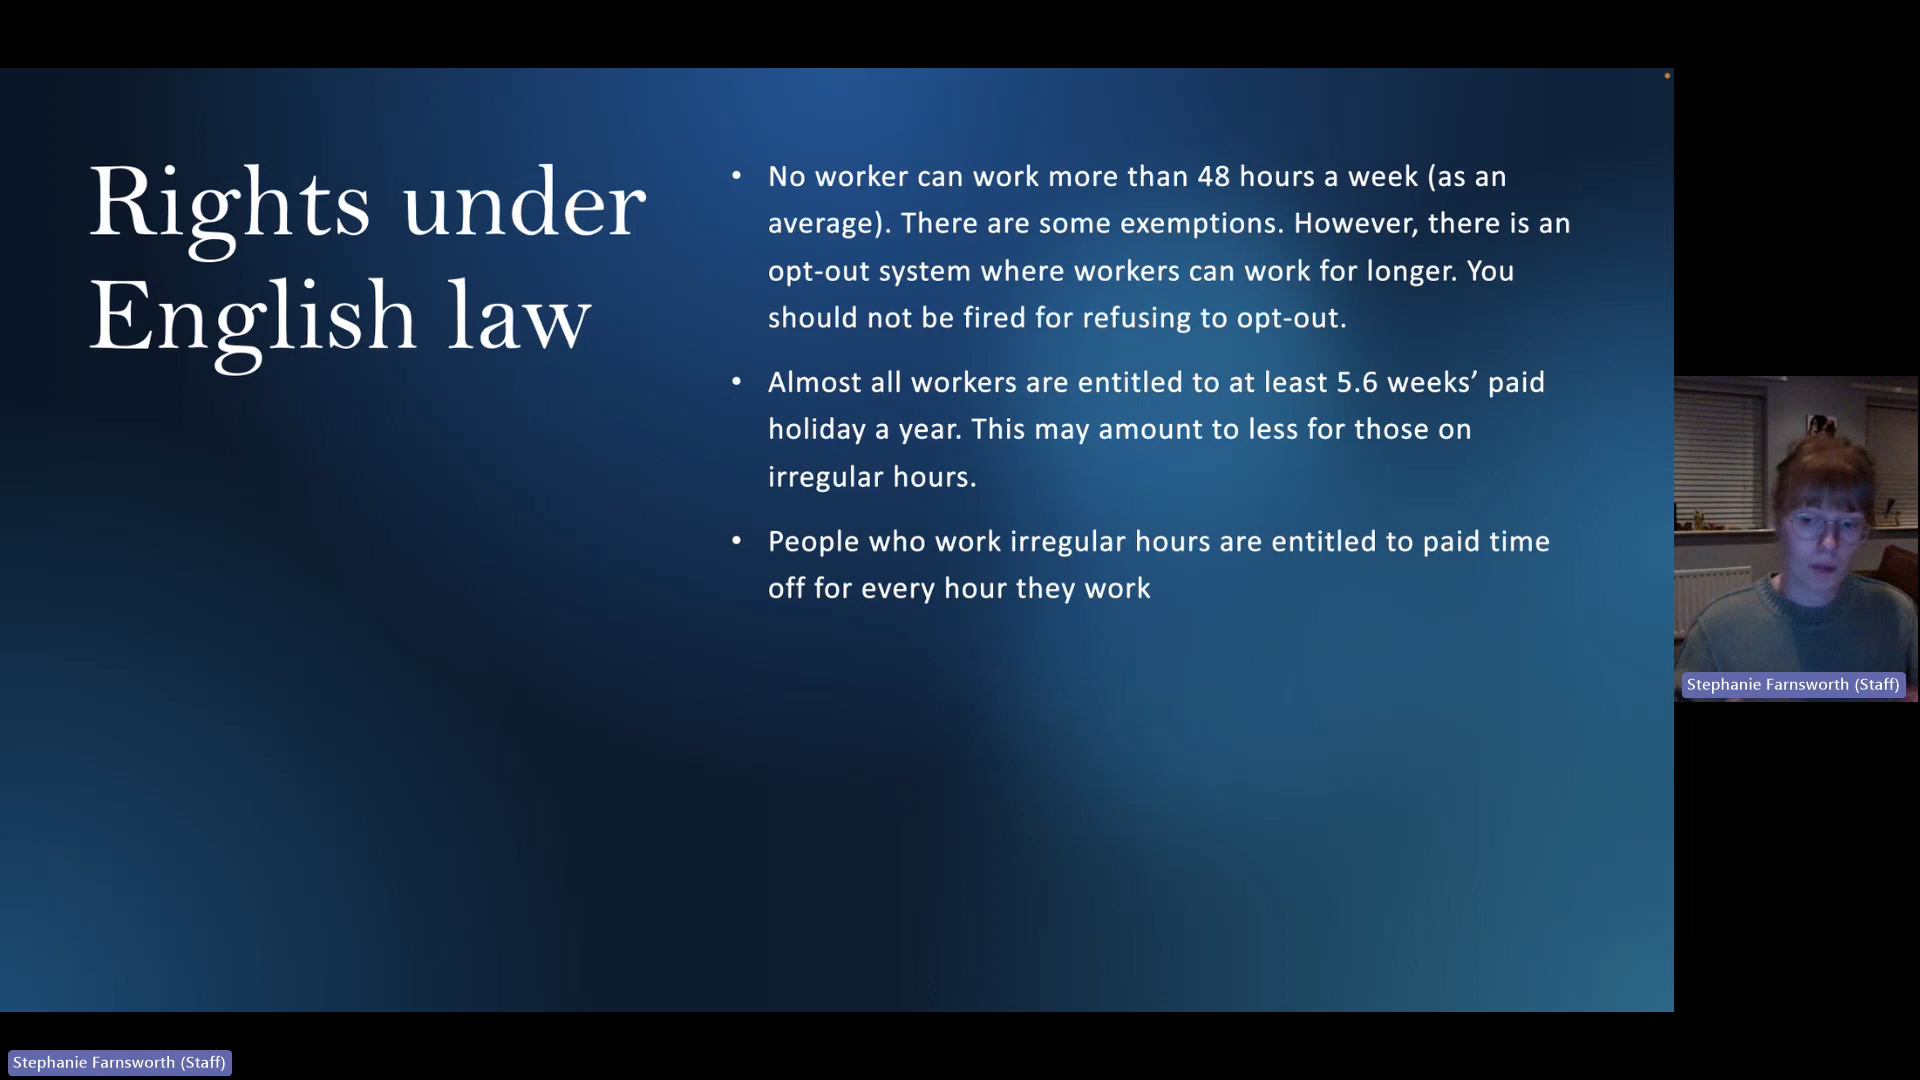 Rights under
English law
• No worker can work more than 48 hours a week (as an
average). There are some exemptions. However, there is an
opt-out system where workers can work for longer. You
should not be fired for refusing to opt-out.
• Almost all workers are entitled to at least 5.6 weeks’ paid
holiday a year. This may amount to less for those on
irregular hours.
• People who work irregular hours are entitled to paid time
off for every hour they work
Stephanie Farnsworth (Staff)
Stephanie Farnsworth (Staff)